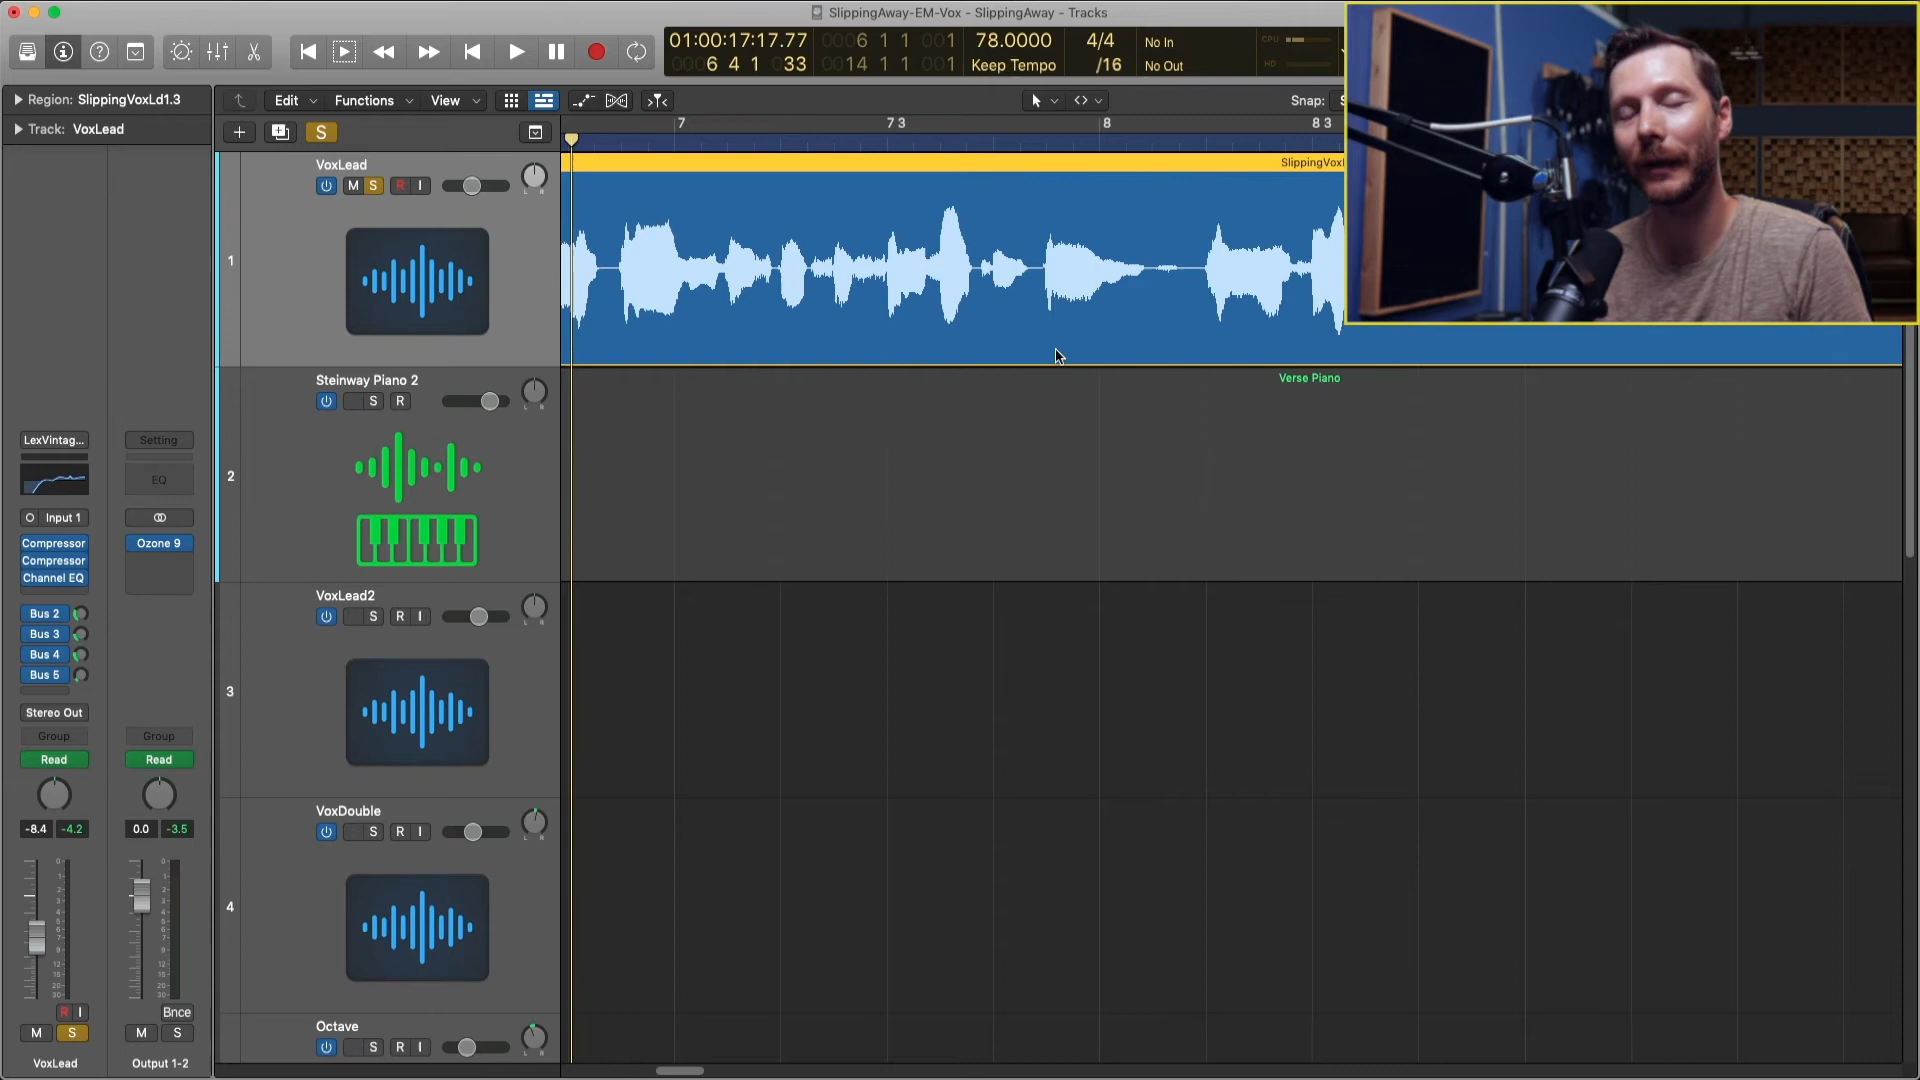 SlippingAway-EM-Vox - SlippingAway - Tracks
01:00:17:17.77
0006 1 1 001
78.0000
4/4
No In
CPU
6 4 1 033
0014 1 1 001
Keep Tempo
/16
No Out
HD
Region: SlippingVoxLd1.3
Edit
Functions
View
Snap:
Track: VoxLead
S
7
7 3
8
8 3
VoxLead
M
S
R
I
L R
1
Steinway Piano 2
S
R
L R
Verse Piano
2
LexVintag...
Setting
EQ
Input 1
Compressor
Ozone 9
Compressor
Channel EQ
Bus 2
Bus 3
Bus 4
Bus 5
VoxLead2
S
R
I
L R
3
Stereo Out
Group
Group
Read
Read
-8.4
-4.2
0.0
-3.5
VoxDouble
S
R
I
L R
4
R
I
Bnce
M
S
M
S
VoxLead
Output 1-2
Octave
S
R
I
L R